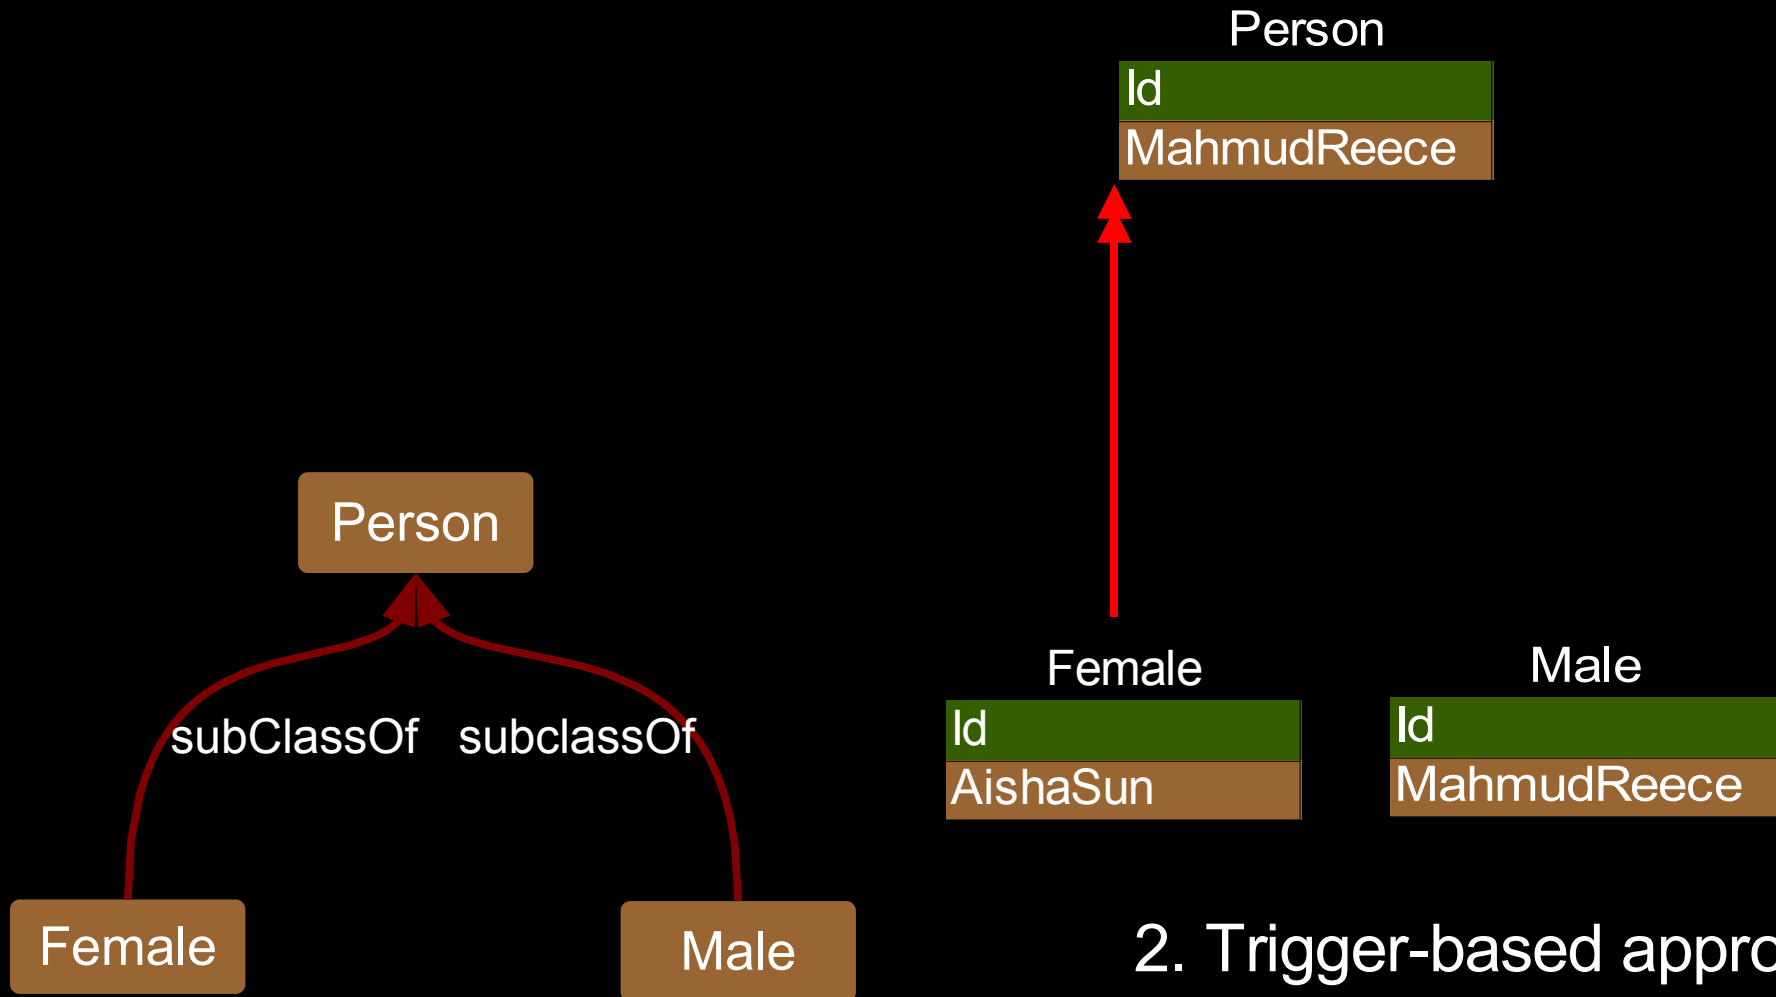 Person
Id
MahmudReece
Person
subClassOf subclassOf
Female
Male
Female
Id
AishaSun
Male
Id
MahmudReece
2. Trigger-based appro